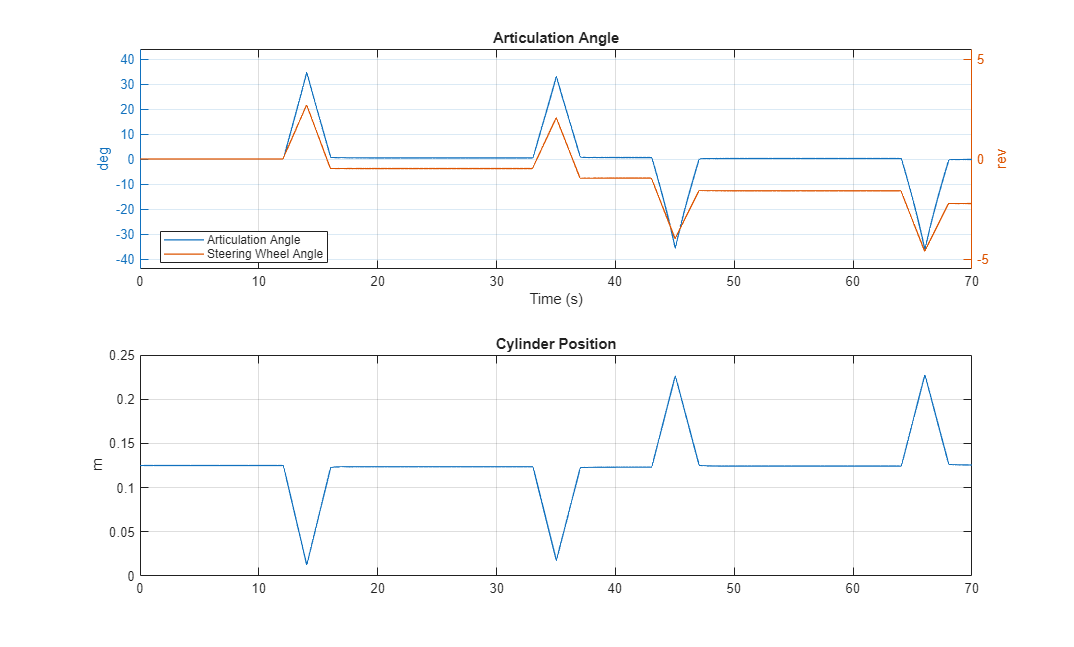 Articulation Angle
40
30
20
10
0
-10
-20
-30
-40
deg
5
0
-5
rev
Articulation Angle
Steering Wheel Angle
0 10 20 30 40 50 60 70
Time (s)
Cylinder Position
0.25
0.2
0.15
0.1
0.05
0
m
0 10 20 30 40 50 60 70